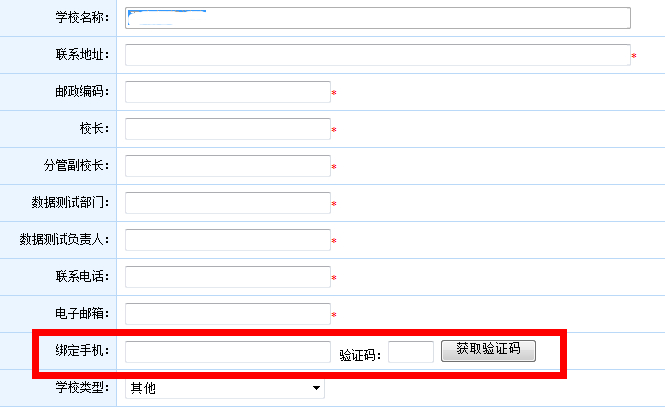 学校名称：
联系地址： *
邮政编码： *
校长： *
分管副校长： *
数据测试部门： *
数据测试负责人： *
联系电话： *
电子邮箱： *
绑定手机： 验证码： 获取验证码
学校类型： 其他